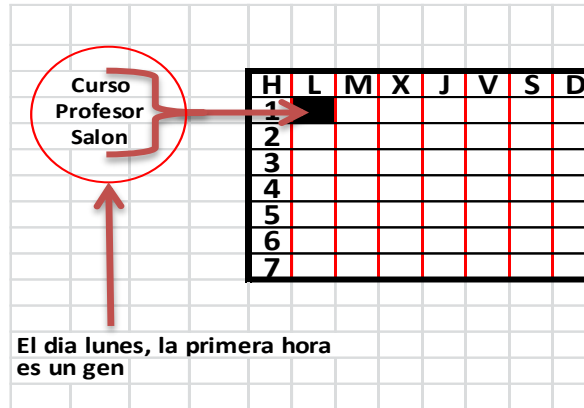 Curso
Profesor
Salon
H L M X J V S D
1
2
3
4
5
6
7
El dia lunes, la primera hora
es un gen